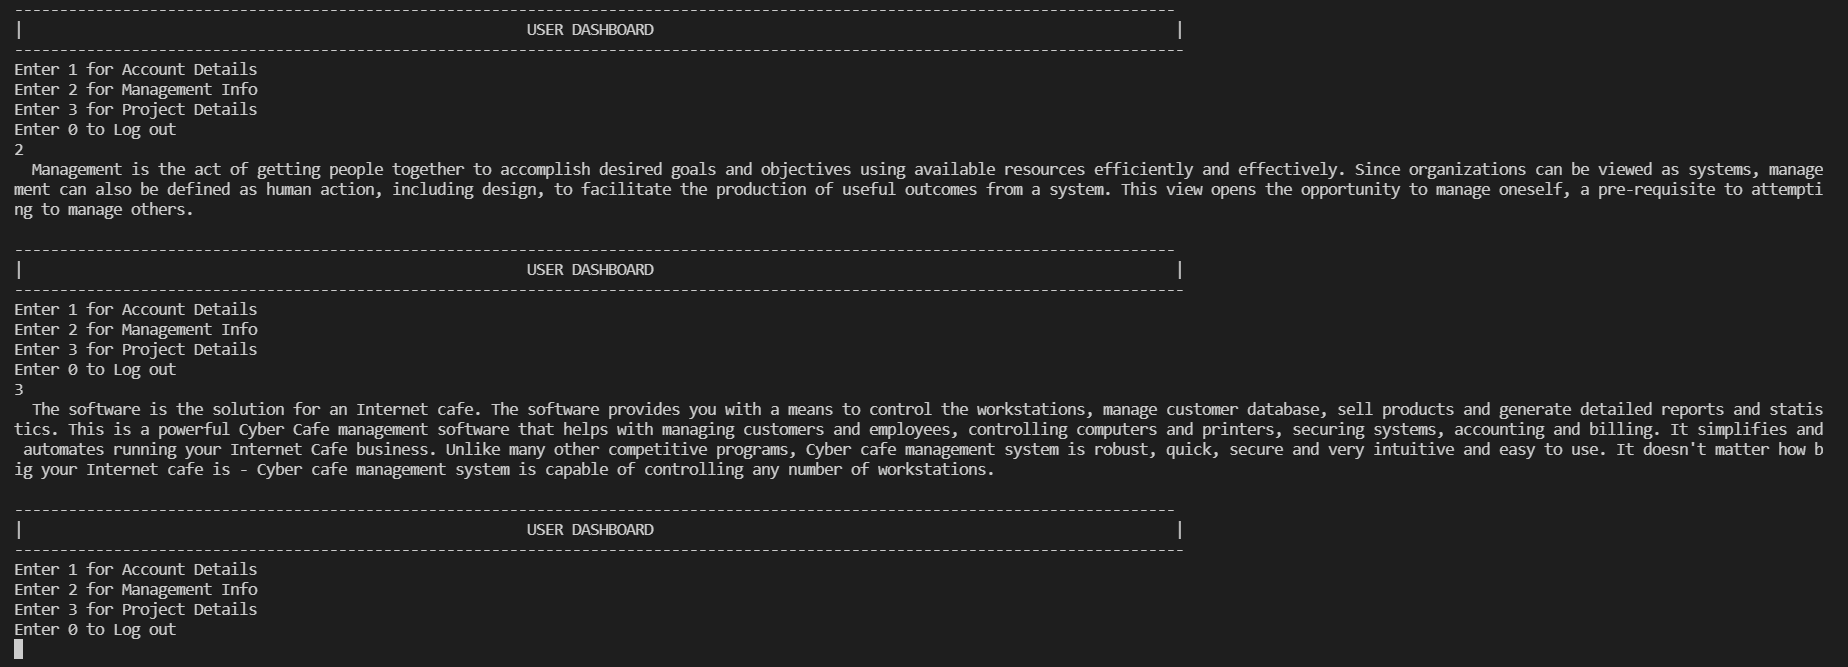 ---------------------------------------------------------------------------------------------------------------------------------
|                                                        USER DASHBOARD                                                          |
----------------------------------------------------------------------------------------------------------------------------------
Enter 1 for Account Details
Enter 2 for Management Info
Enter 3 for Project Details
Enter 0 to Log out
2
  Management is the act of getting people together to accomplish desired goals and objectives using available resources efficiently and effectively. Since organizations can be viewed as systems, manage
ment can also be defined as human action, including design, to facilitate the production of useful outcomes from a system. This view opens the opportunity to manage oneself, a pre-requisite to attempti
ng to manage others.

---------------------------------------------------------------------------------------------------------------------------------
|                                                        USER DASHBOARD                                                          |
----------------------------------------------------------------------------------------------------------------------------------
Enter 1 for Account Details
Enter 2 for Management Info
Enter 3 for Project Details
Enter 0 to Log out
3
  The software is the solution for an Internet cafe. The software provides you with a means to control the workstations, manage customer database, sell products and generate detailed reports and statis
tics. This is a powerful Cyber Cafe management software that helps with managing customers and employees, controlling computers and printers, securing systems, accounting and billing. It simplifies and
 automates running your Internet Cafe business. Unlike many other competitive programs, Cyber cafe management system is robust, quick, secure and very intuitive and easy to use. It doesn't matter how b
ig your Internet cafe is - Cyber cafe management system is capable of controlling any number of workstations.

---------------------------------------------------------------------------------------------------------------------------------
|                                                        USER DASHBOARD                                                          |
----------------------------------------------------------------------------------------------------------------------------------
Enter 1 for Account Details
Enter 2 for Management Info
Enter 3 for Project Details
Enter 0 to Log out